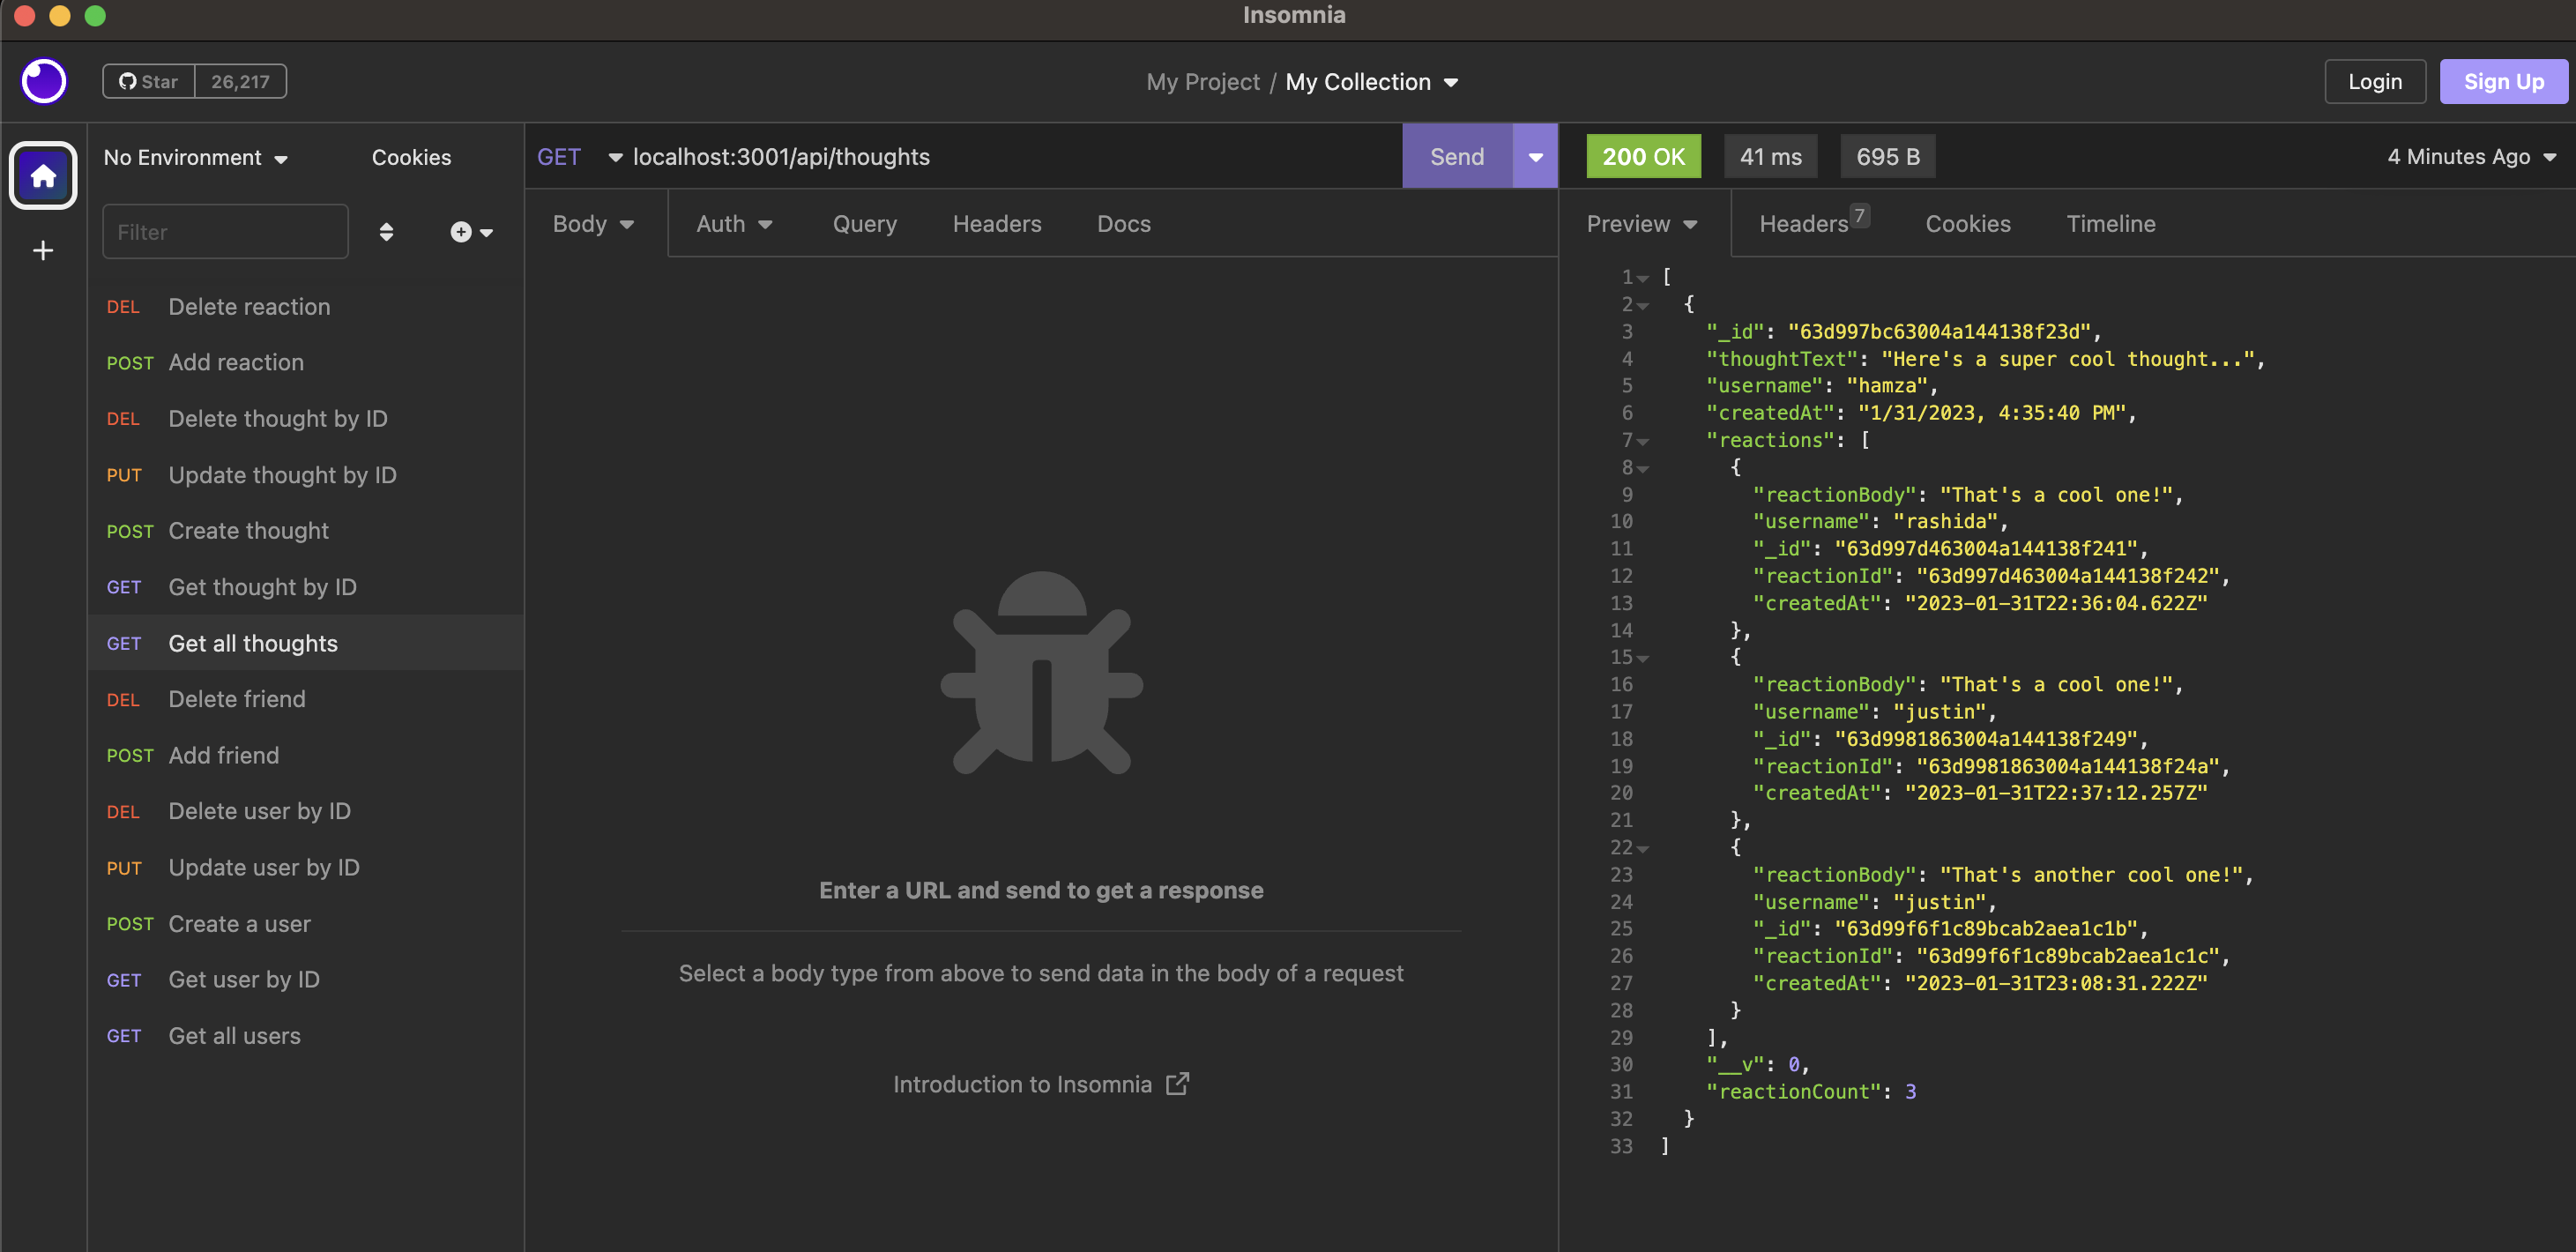 Insomnia
Star 26,217
My Project / My Collection
Login
Sign Up
No Environment
Cookies
Filter
DEL Delete reaction
POST Add reaction
DEL Delete thought by ID
PUT Update thought by ID
POST Create thought
GET Get thought by ID
GET Get all thoughts
DEL Delete friend
POST Add friend
DEL Delete user by ID
PUT Update user by ID
POST Create a user
GET Get user by ID
GET Get all users
GET localhost:3001/api/thoughts
Send
Body Auth Query Headers Docs
Enter a URL and send to get a response
Select a body type from above to send data in the body of a request
Introduction to Insomnia
200 OK 41 ms 695 B 4 Minutes Ago
Preview Headers 7 Cookies Timeline
1 [
2 {
3 "_id": "63d997bc63004a144138f23d",
4 "thoughtText": "Here's a super cool thought...",
5 "username": "hamza",
6 "createdAt": "1/31/2023, 4:35:40 PM",
7 "reactions": [
8 {
9 "reactionBody": "That's a cool one!",
10 "username": "rashida",
11 "_id": "63d997d463004a144138f241",
12 "reactionId": "63d997d463004a144138f242",
13 "createdAt": "2023-01-31T22:36:04.622Z"
14 },
15 {
16 "reactionBody": "That's a cool one!",
17 "username": "justin",
18 "_id": "63d9981863004a144138f249",
19 "reactionId": "63d9981863004a144138f24a",
20 "createdAt": "2023-01-31T22:37:12.257Z"
21 },
22 {
23 "reactionBody": "That's another cool one!",
24 "username": "justin",
25 "_id": "63d99f6f1c89bcab2aea1c1b",
26 "reactionId": "63d99f6f1c89bcab2aea1c1c",
27 "createdAt": "2023-01-31T23:08:31.222Z"
28 }
29 ],
30 "__v": 0,
31 "reactionCount": 3
32 }
33 ]